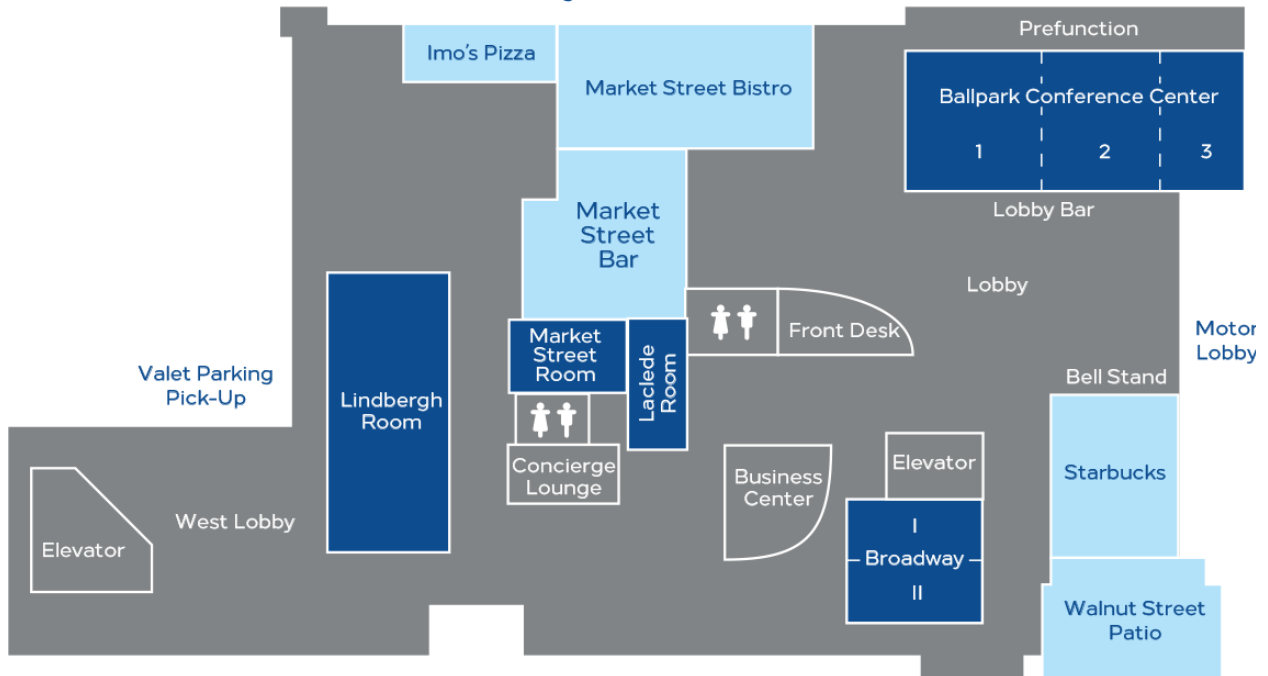 Prefunction
Imo's Pizza
Market Street Bistro
Ballpark Conference Center
1
2
3
Market
Street
Bar
Lobby Bar
Lobby
Front Desk
Motor
Lobby
Market
Street
Room
Laclede
Room
Valet Parking
Pick-Up
Lindbergh
Room
Bell Stand
Concierge
Lounge
Business
Center
Elevator
Starbucks
West Lobby
Elevator
I
Broadway
II
Walnut Street
Patio